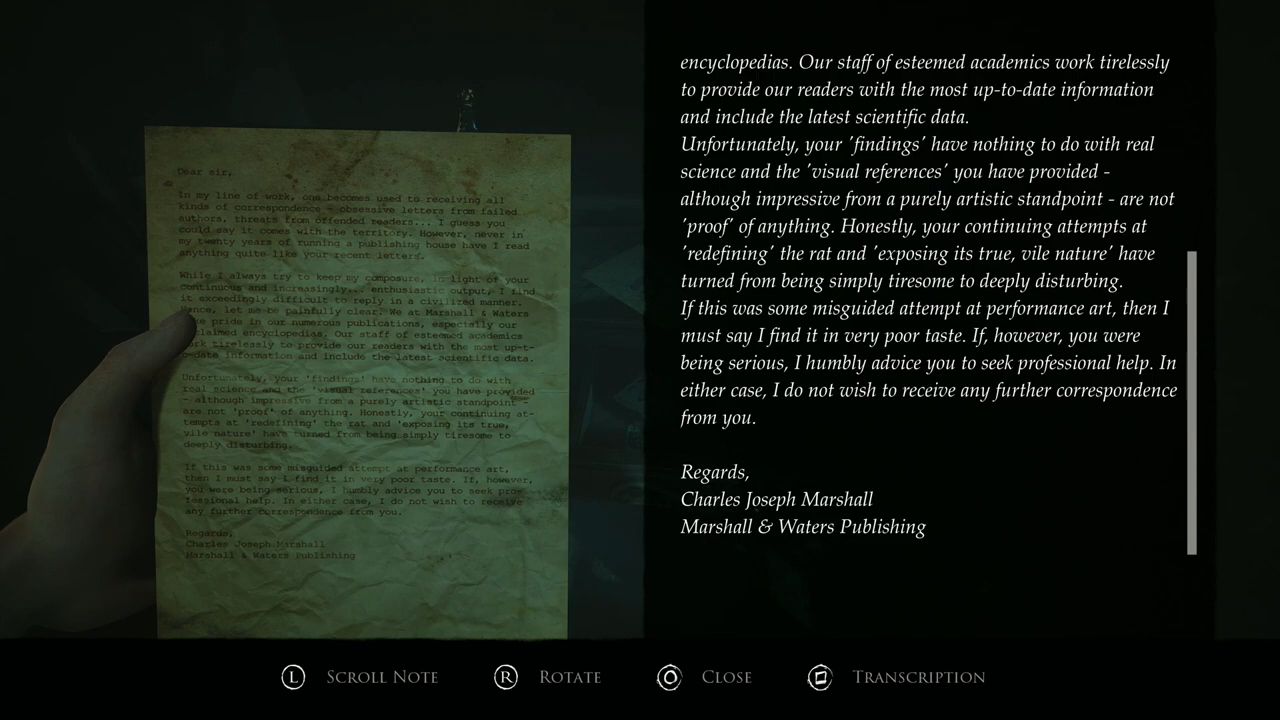 Dear sir,
In my line of work, one becomes used to receiving all
kinds of correspondence - obsessive letters from failed
authors, threats from offended readers... I guess you
could say it comes with the territory. However, never in
my twenty years of running a publishing house have I read
anything quite like your recent letters.
While I always try to keep my composure, in light of your
continuous and increasingly... enthusiastic output, I find
it exceedingly difficult to reply in a civilized manner.
Hence, let me be painfully clear. We at Marshall & Waters
pride in our numerous publications, especially our
encyclopedias. Our staff of esteemed academics
tirelessly to provide our readers with the most up-t-
date information and include the latest scientific data.
Unfortunately, your 'findings' have nothing to do with
real science and the 'visual references' you have provided
- although impressive from a purely artistic standpoint -
are not 'proof' of anything. Honestly, your continuing at-
tempts at 'redefining' the rat and 'exposing its true,
vile nature' have turned from being simply tiresome to
deeply disturbing.
If this was some misguided attempt at performance art,
then I must say I find it in very poor taste. If, however,
you were being serious, I humbly advice you to seek pro-
fessional help. In either case, I do not wish to receive
any further correspondence from you.
Regards,
Charles Joseph Marshall
Marshall & Waters Publishing
encyclopedias. Our staff of esteemed academics work tirelessly
to provide our readers with the most up-to-date information
and include the latest scientific data.
Unfortunately, your 'findings' have nothing to do with real
science and the 'visual references' you have provided -
although impressive from a purely artistic standpoint - are not
'proof' of anything. Honestly, your continuing attempts at
'redefining' the rat and 'exposing its true, vile nature' have
turned from being simply tiresome to deeply disturbing.
If this was some misguided attempt at performance art, then I
must say I find it in very poor taste. If, however, you were
being serious, I humbly advice you to seek professional help. In
either case, I do not wish to receive any further correspondence
from you.
Regards,
Charles Joseph Marshall
Marshall & Waters Publishing
L SCROLL NOTE R ROTATE CLOSE TRANSCRIPTION